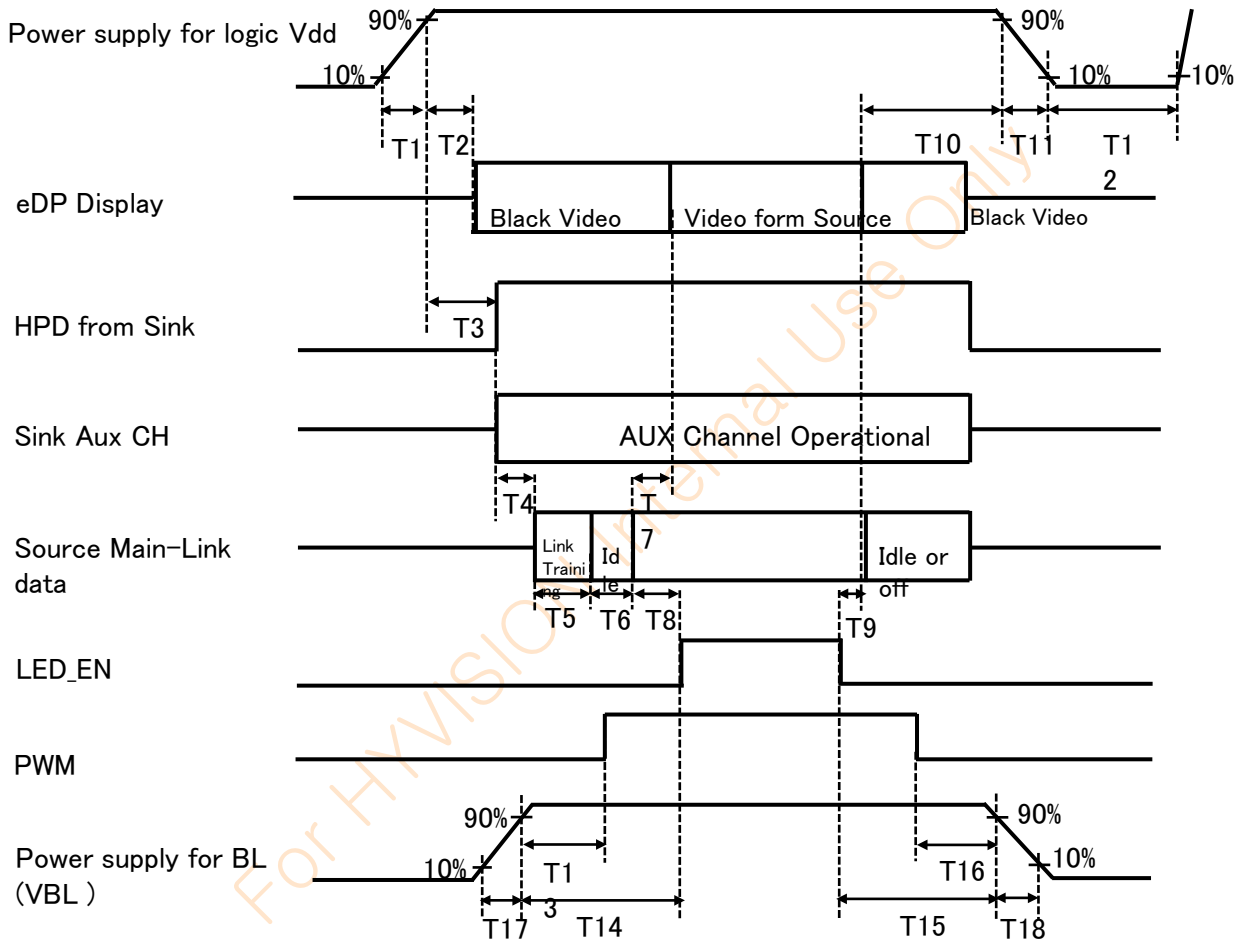 90%
90%
Power supply for logic Vdd
10%
10%
10%
T1
T2
T10
T11
T1
2
eDP Display
Black Video
Video form Source
Black Video
HPD from Sink
T3
Sink Aux CH
AUX Channel Operational
T4
T
7
Source Main-Link
data
Link
Traini
ng
Id
le
Idle or
off
T5
T6
T8
T9
LED_EN
PWM
90%
90%
Power supply for BL
(VBL )
10%
10%
T1
3
T16
T17
T14
T15
T18
For HYVISION Internal Use Only